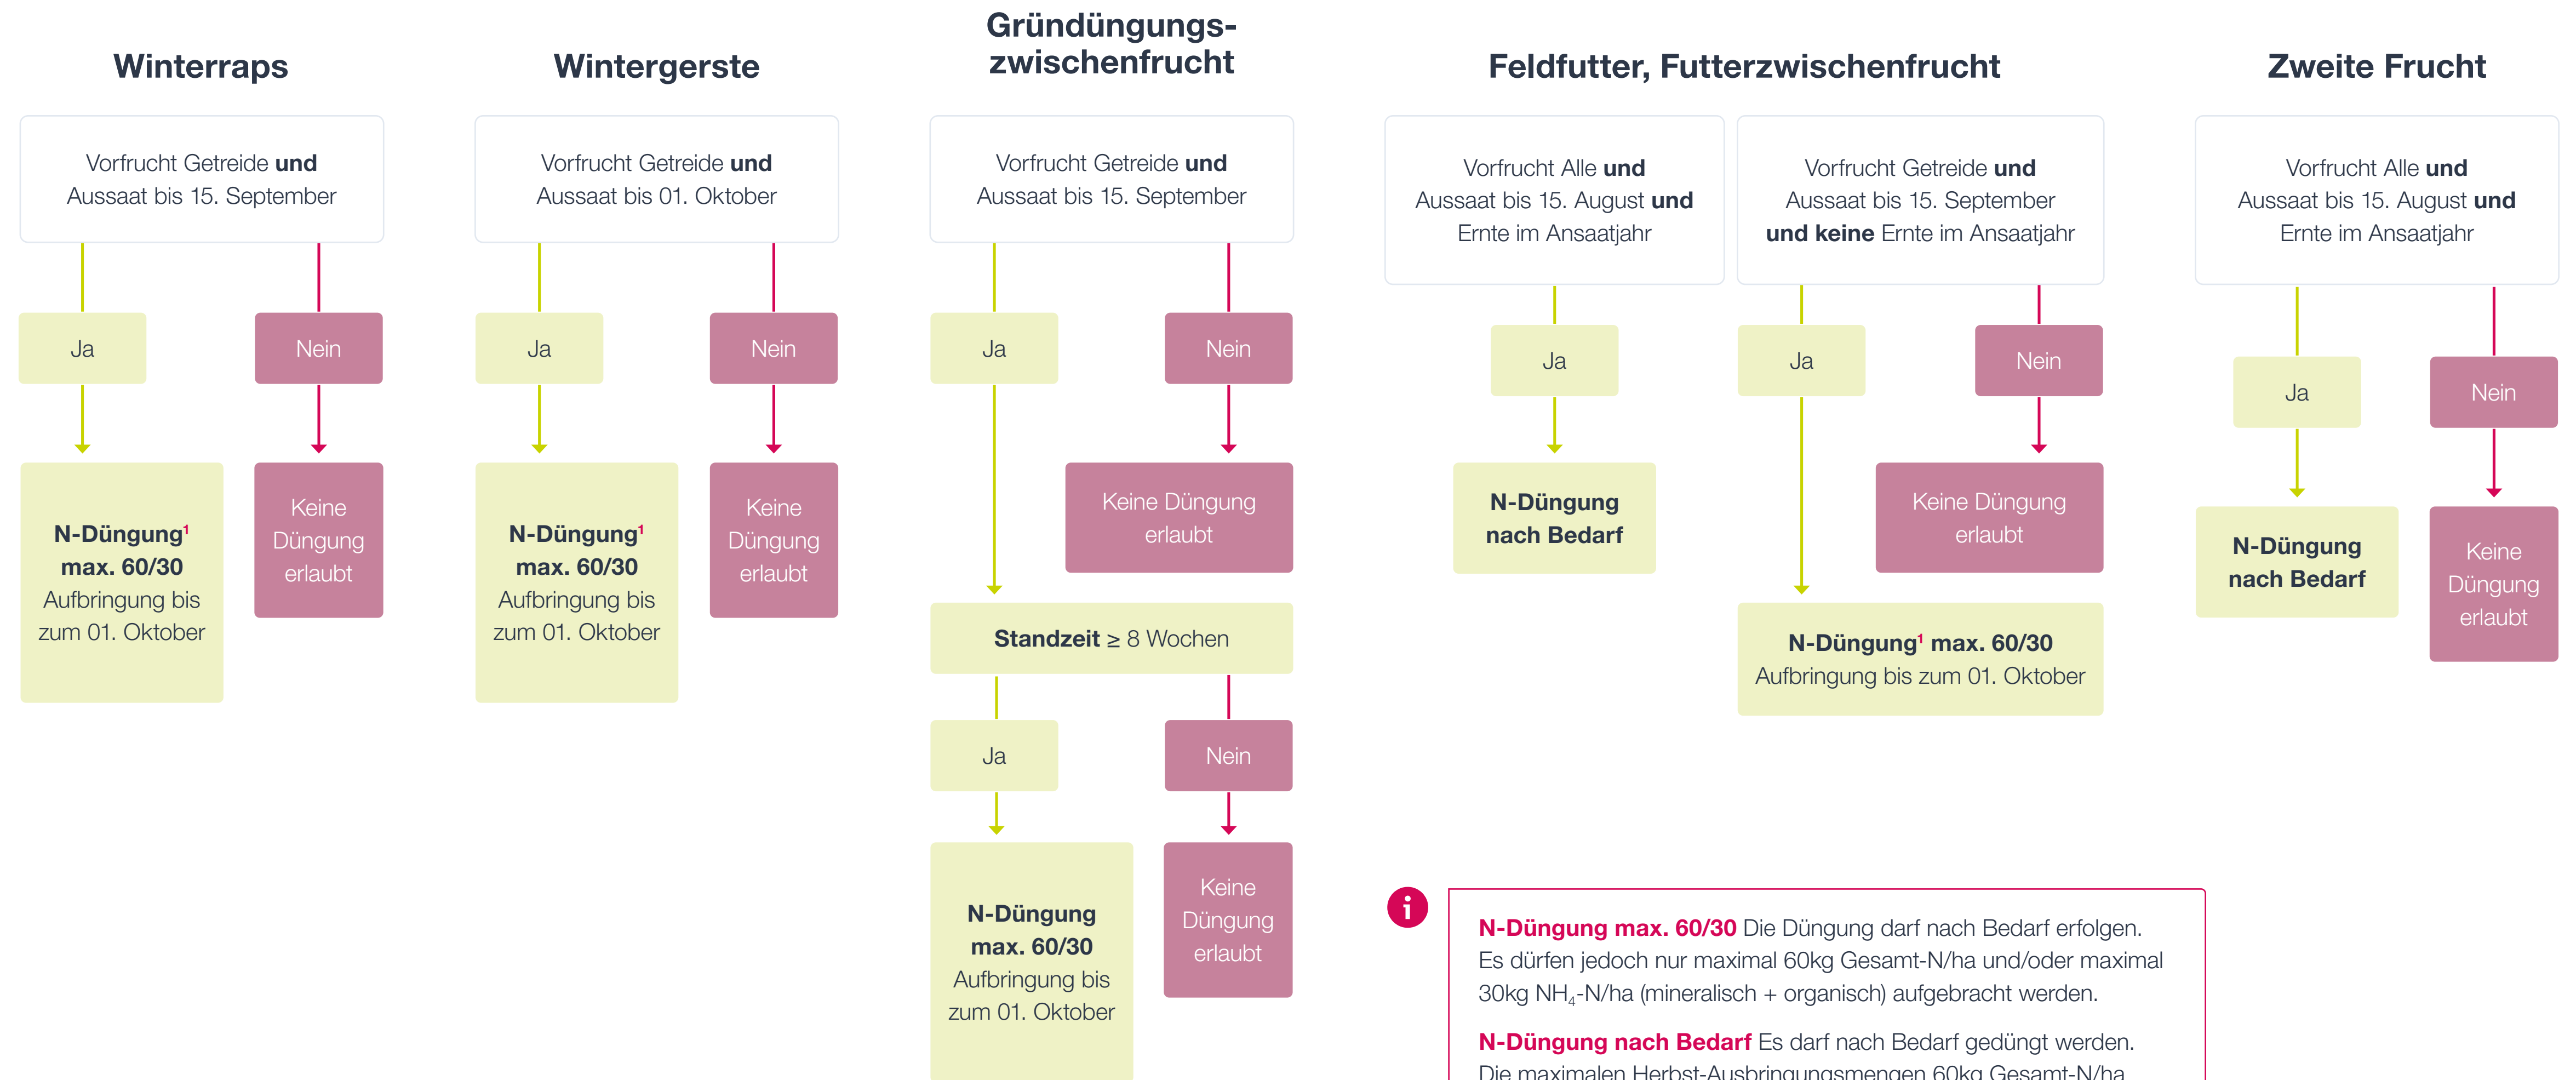 Winterraps
Vorfrucht Getreide und
Aussaat bis 15. September
Ja
Nein
N-Düngung¹
max. 60/30
Aufbringung bis
zum 01. Oktober
Keine
Düngung
erlaubt
Wintergerste
Vorfrucht Getreide und
Aussaat bis 01. Oktober
Ja
Nein
N-Düngung¹
max. 60/30
Aufbringung bis
zum 01. Oktober
Keine
Düngung
erlaubt
Gründüngungs-
zwischenfrucht
Vorfrucht Getreide und
Aussaat bis 15. September
Ja
Nein
Keine Düngung
erlaubt
Standzeit ≥ 8 Wochen
Ja
Nein
N-Düngung
max. 60/30
Aufbringung bis
zum 01. Oktober
Keine
Düngung
erlaubt
Feldfutter, Futterzwischenfrucht
Vorfrucht Alle und
Aussaat bis 15. August und
Ernte im Ansaatjahr
Ja
N-Düngung
nach Bedarf
Vorfrucht Getreide und
Aussaat bis 15. September
und keine Ernte im Ansaatjahr
Ja
Nein
Keine Düngung
erlaubt
N-Düngung¹ max. 60/30
Aufbringung bis zum 01. Oktober
Zweite Frucht
Vorfrucht Alle und
Aussaat bis 15. August und
Ernte im Ansaatjahr
Ja
Nein
N-Düngung
nach Bedarf
Keine
Düngung
erlaubt
i
N-Düngung max. 60/30 Die Düngung darf nach Bedarf erfolgen.
Es dürfen jedoch nur maximal 60kg Gesamt-N/ha und/oder maximal
30kg NH₄-N/ha (mineralisch + organisch) aufgebracht werden.
N-Düngung nach Bedarf Es darf nach Bedarf gedüngt werden.
Die maximalen Herbst-Ausbringungsmengen 60kg Gesamt-N/ha